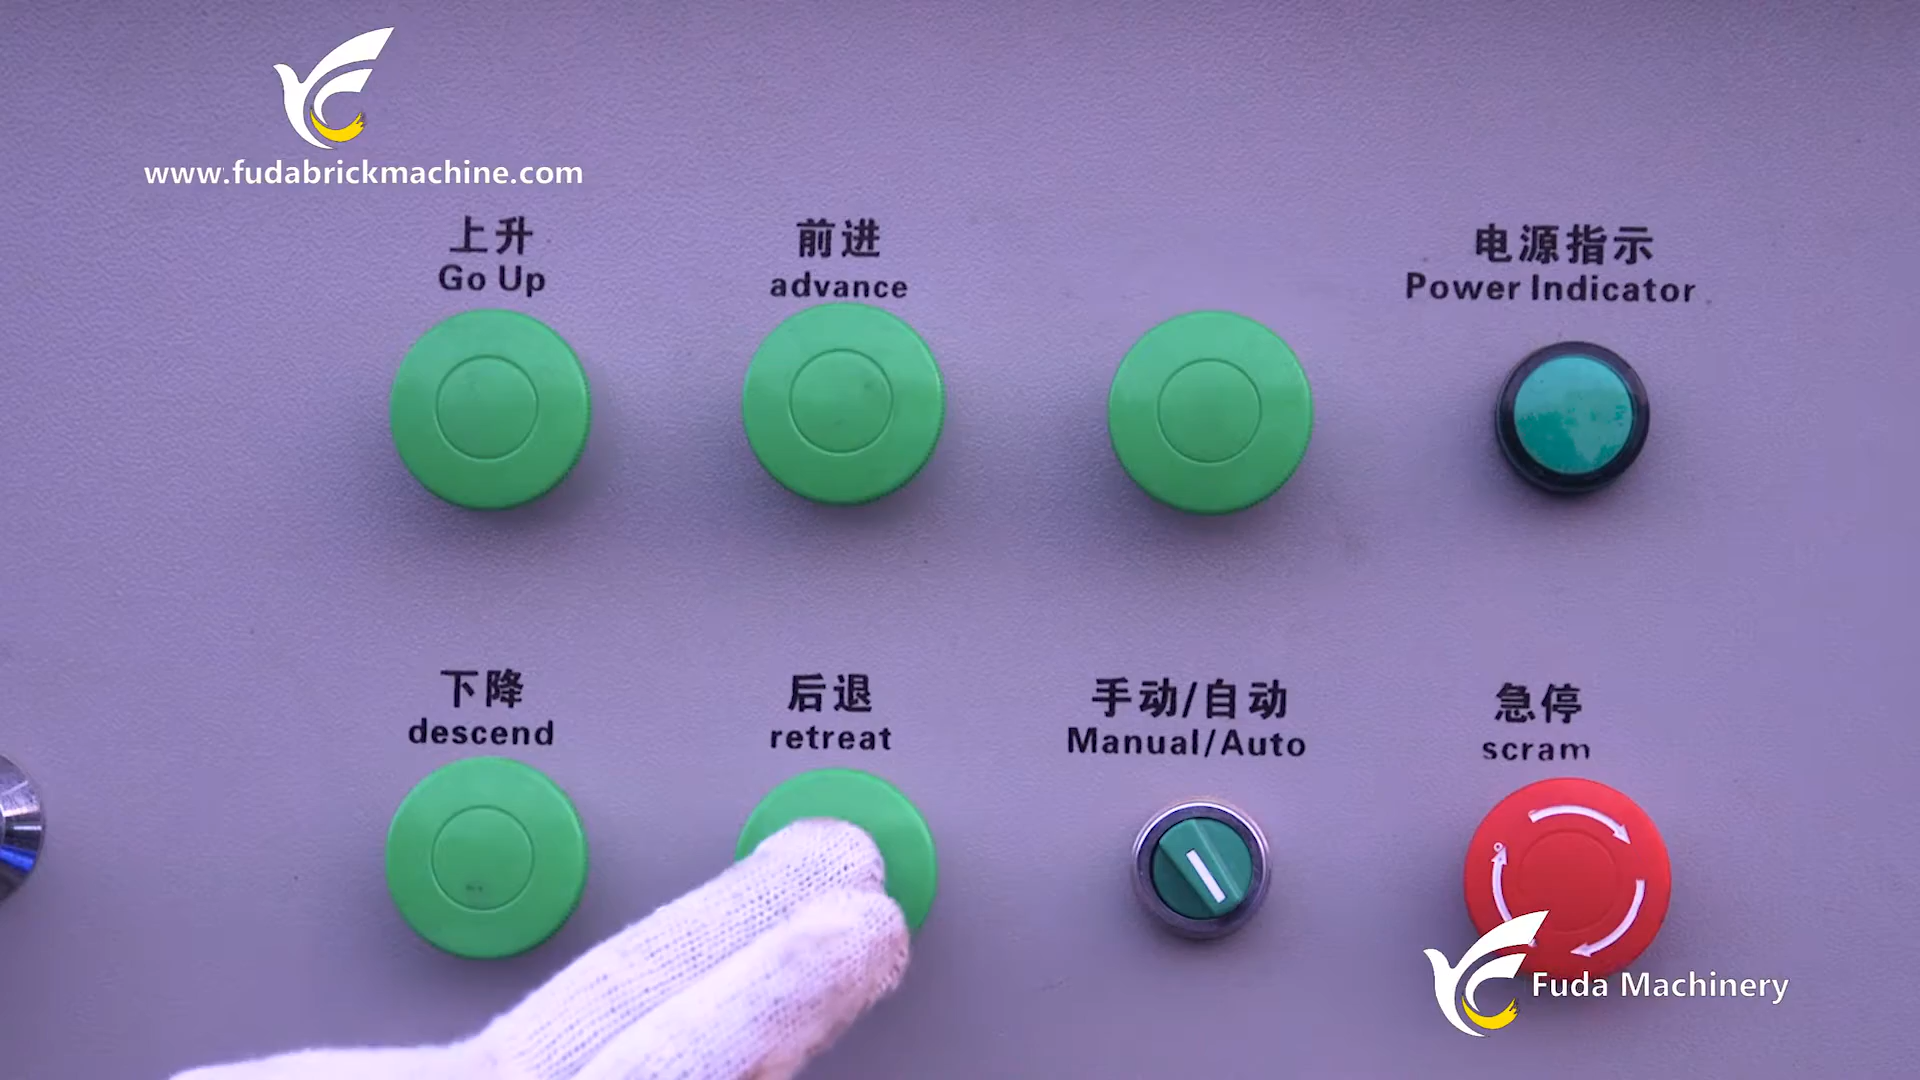 www.fudabrickmachine.com
上升
Go Up
前进
advance
电源指示
Power Indicator
下降
descend
后退
retreat
手动/自动
Manual/Auto
急停
scram
Fuda Machinery